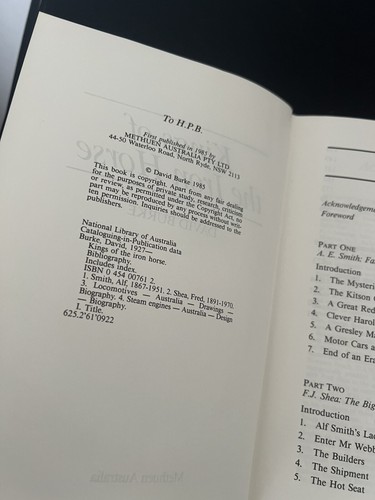 To H.P.B.
First published in 1985 by
METHUEN AUSTRALIA PTY LTD
44-50 Waterloo Road, North Ryde, NSW 2113
© David Burke 1985
This book is copyright. Apart from any fair dealing
for the purposes of private study, research, criticism
or review, as permitted under the Copyright Act, no
part may be reproduced by any process without writ-
ten permission. Inquiries should be addressed to the
publishers.
National Library of Australia
Cataloguing-in-Publication data
Burke, David, 1927–
Kings of the iron horse.
Bibliography.
Includes index.
ISBN 0 454 00761 2.
1. Smith, Alf, 1867-1951. 2. Shea, Fred, 1891-1970.
3. Locomotives — Australia — Drawings —
Biography. 4. Steam engines — Australia — Design
— Biography.
I. Title.
625.2'61'0922
Acknowledgeme
Foreword
PART ONE
A. E. Smith: Fa
Introduction
1. The Mysteri
2. The Kitson
3. A Great Red
4. Clever Harol
5. A Gresley Ma
6. Motor Cars a
7. End of an Era
PART TWO
F.J. Shea: The Big
Introduction
1. Alf Smith's Lad
2. Enter Mr Webb
3. The Builders
4. The Shipment
5. The Hot Seat